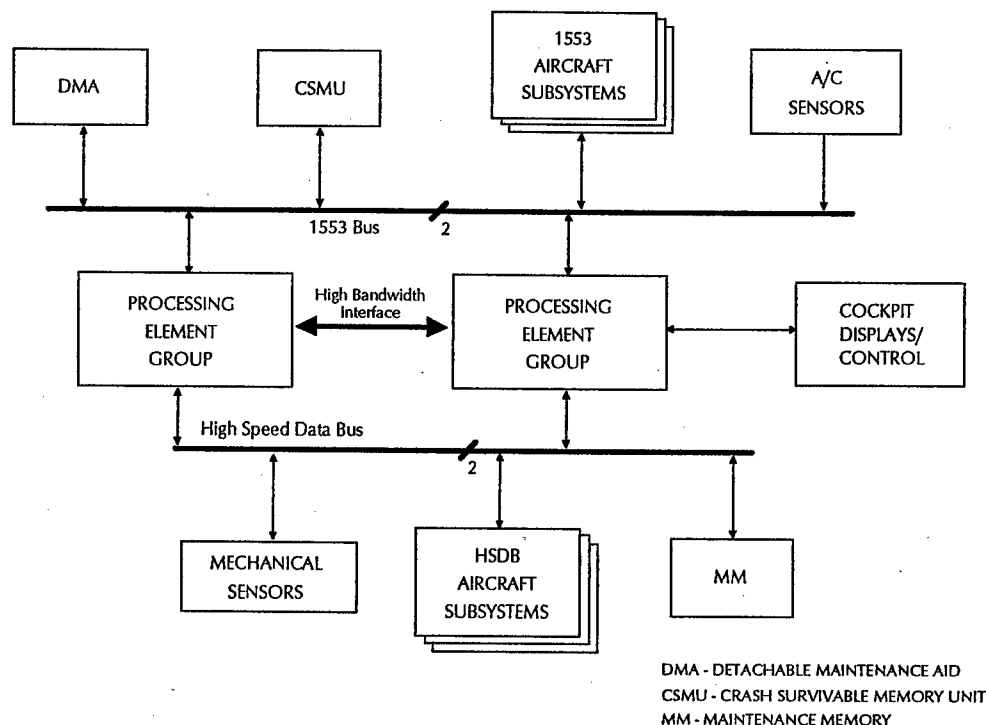 DMA
CSMU
1553
AIRCRAFT
SUBSYSTEMS
A/C
SENSORS
1553 Bus
2
PROCESSING
ELEMENT
GROUP
High Bandwidth
Interface
PROCESSING
ELEMENT
GROUP
COCKPIT
DISPLAYS/
CONTROL
High Speed Data Bus
2
MECHANICAL
SENSORS
HSDB
AIRCRAFT
SUBSYSTEMS
MM
DMA - DETACHABLE MAINTENANCE AID
CSMU - CRASH SURVIVABLE MEMORY UNIT
MM - MAINTENANCE MEMORY